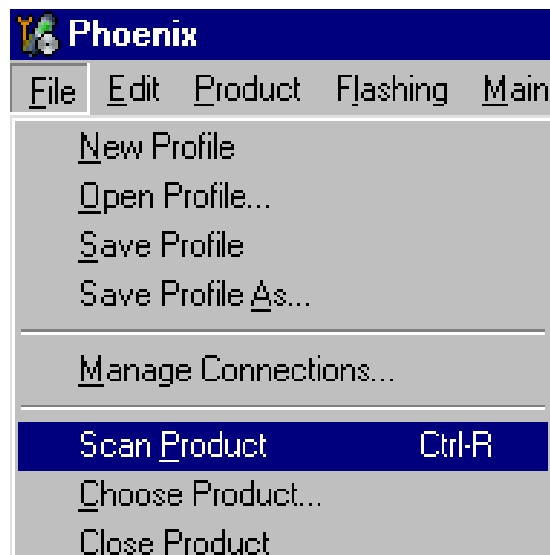 Phoenix
File Edit Product Flashing Main
New Profile
Open Profile...
Save Profile
Save Profile As...
Manage Connections...
Scan Product Ctrl-R
Choose Product...
Close Product